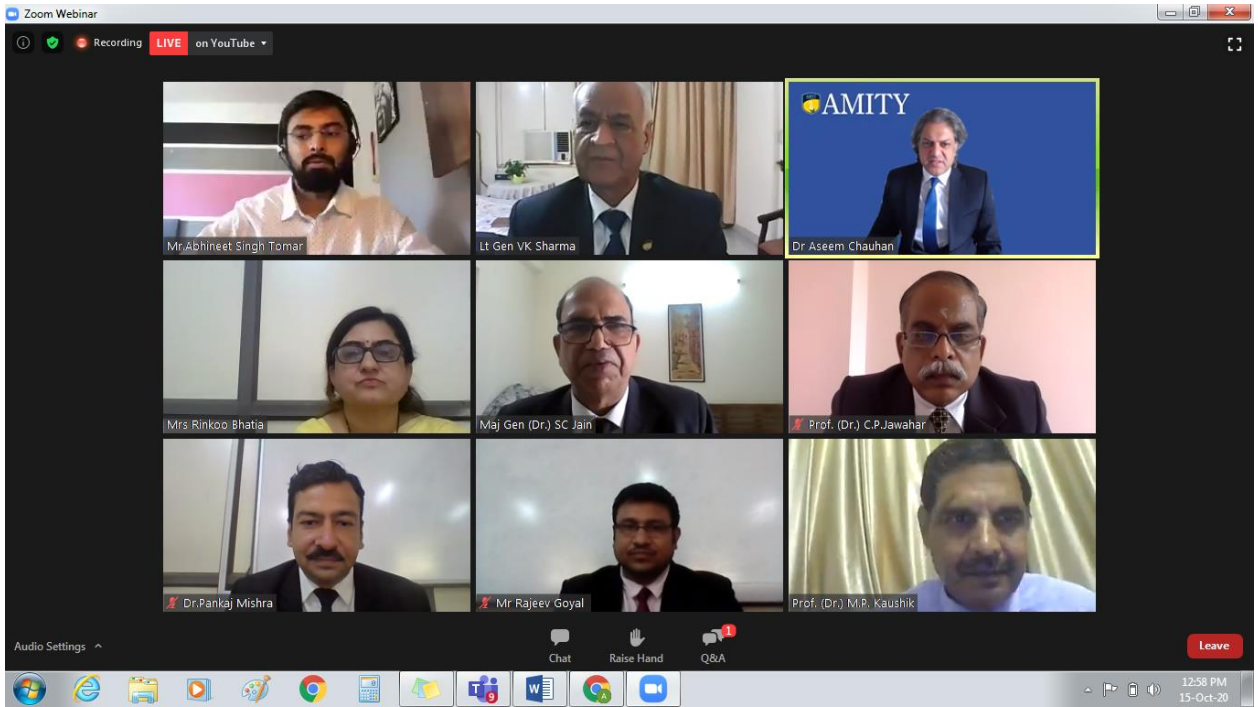 Zoom Webinar
Recording LIVE on YouTube
AMITY
Mr.Abhineet Singh Tomar
Lt Gen VK Sharma
Dr Aseem Chauhan
Mrs Rinkoo Bhatia
Maj Gen (Dr.) SC Jain
Prof. (Dr.) C.P.Jawahar
Dr.Pankaj Mishra
Mr Rajeev Goyal
Prof. (Dr.) M.P. Kaushik
Audio Settings
Chat
Raise Hand
1
Q&A
Leave
T
9
W
A
12:58 PM
15-Oct-20